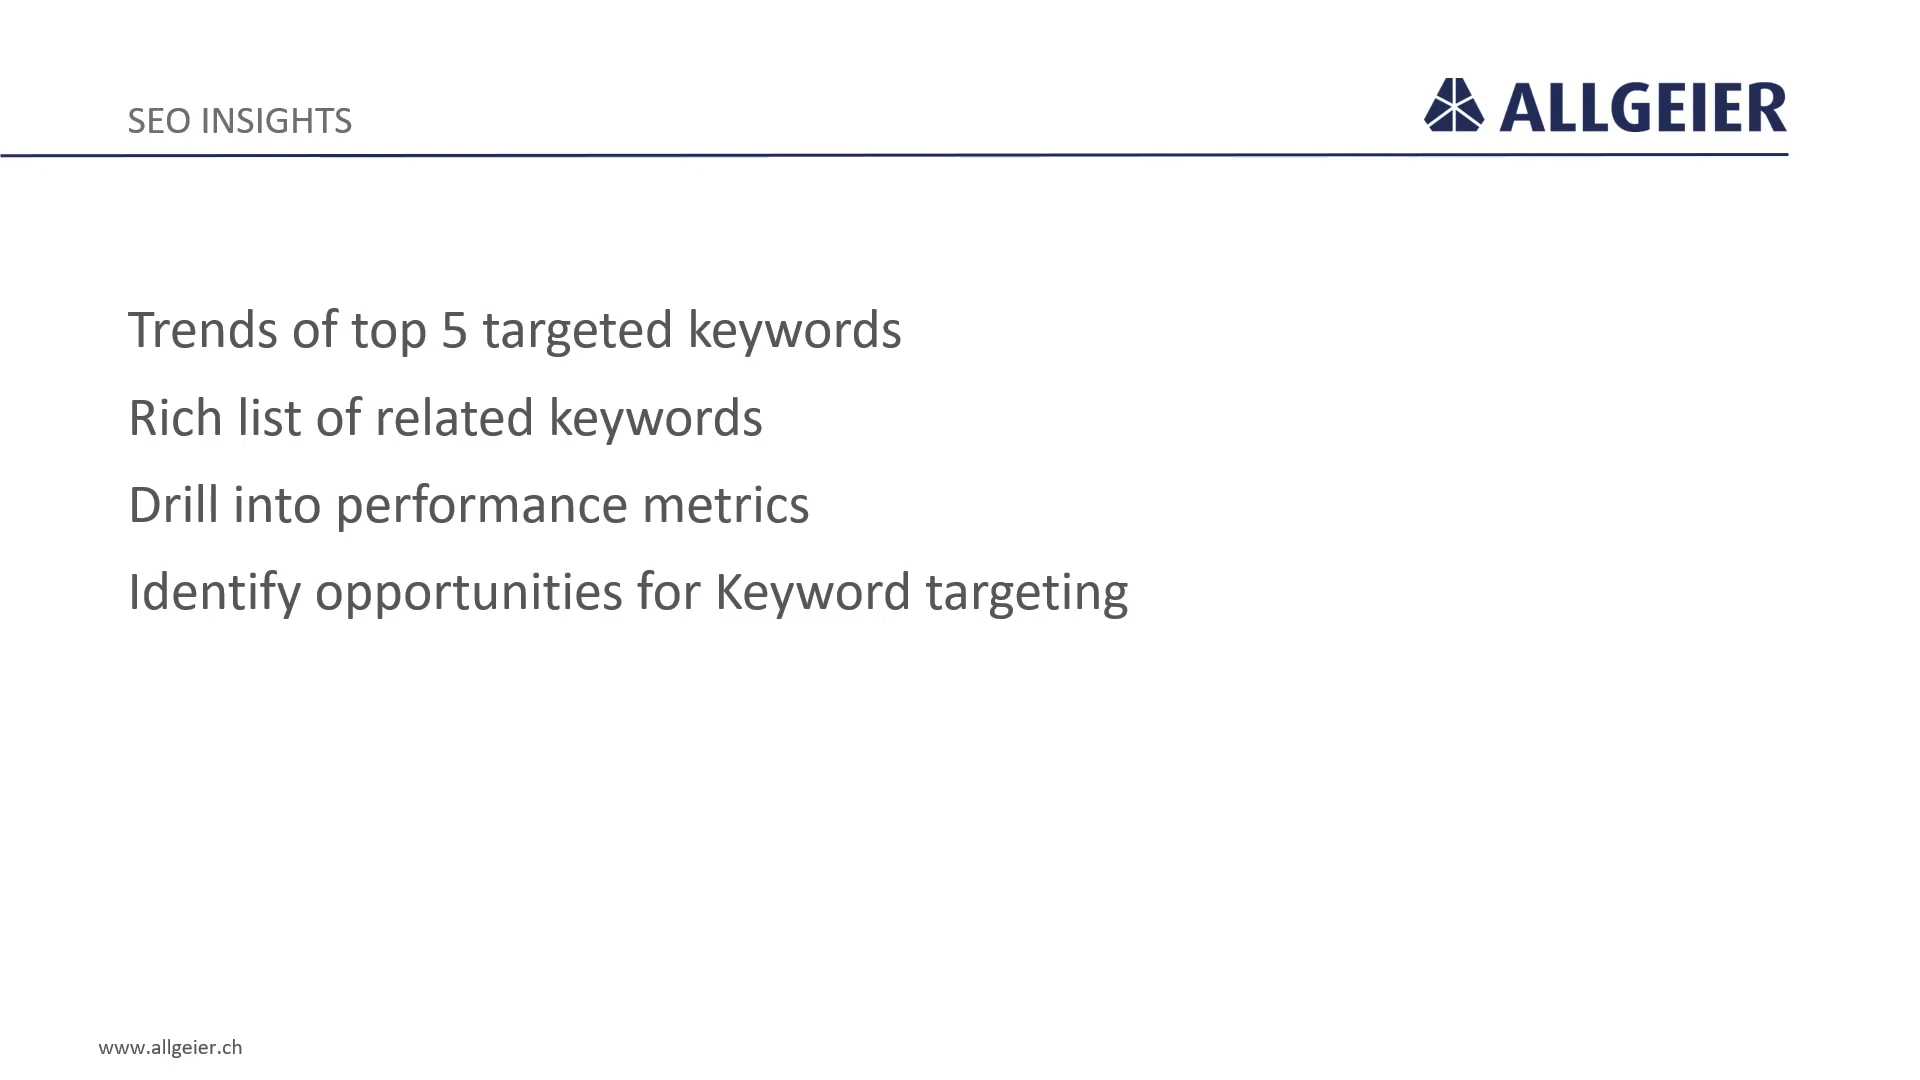 SEO INSIGHTS
ALLGEIER
Trends of top 5 targeted keywords
Rich list of related keywords
Drill into performance metrics
Identify opportunities for Keyword targeting
www.allgeier.ch